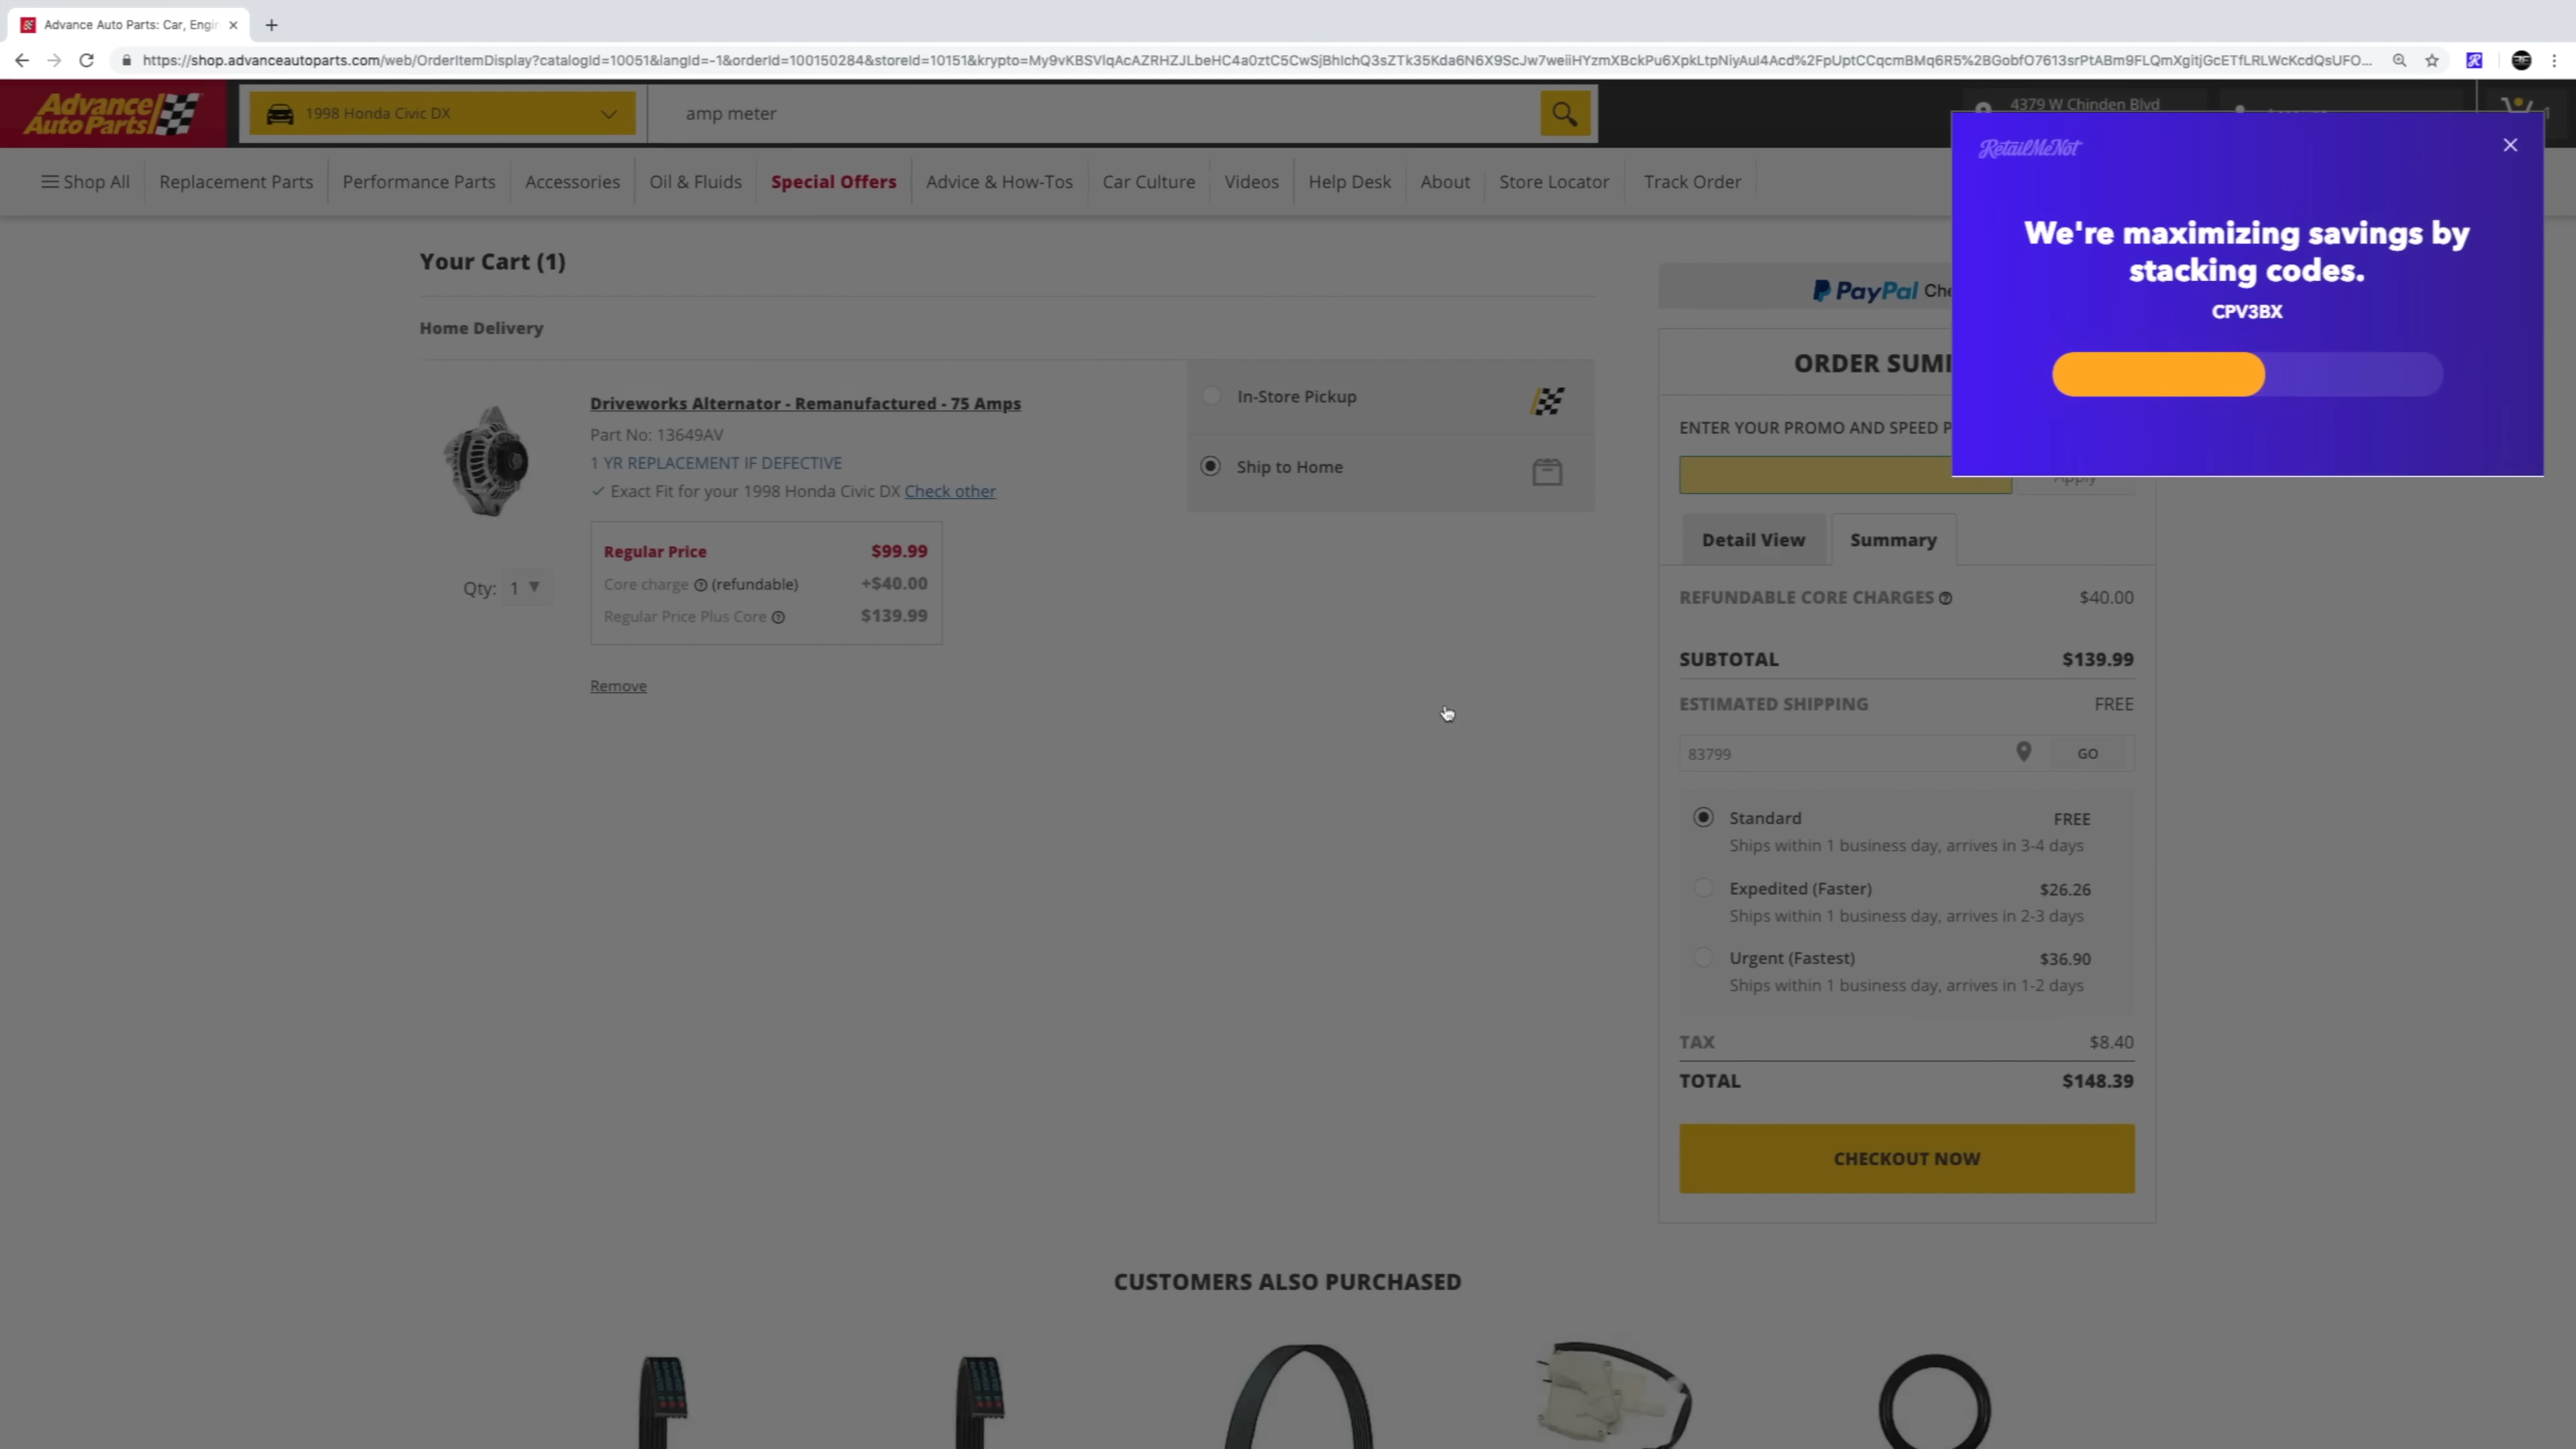 Advance Auto Parts: Car, Engi
https://shop.advanceautoparts.com/web/OrderItemDisplay?catalogId=10051&langId=-1&orderId=100150284&storeId=10151&krypto=My9vKBSVlqAcAZRHZJLbeHC4a0ztC5CwSjBhIchQ3sZTk35Kda6N6X9ScJw7weiiHYzmXBckPu6XpkLtpNiyAuI4Acd%2FpUptCCqcmBMq6R5%2BGobfO7613srPtABm9FLQmXgitjGcETfLRLWcKcdQsUFO...
Advance Auto Parts
1998 Honda Civic DX
amp meter
4379 W Chinden Blvd
1
Shop All
Replacement Parts
Performance Parts
Accessories
Oil & Fluids
Special Offers
Advice & How-Tos
Car Culture
Videos
Help Desk
About
Store Locator
Track Order
RetailMeNot
We're maximizing savings by
stacking codes.
CPV3BX
Your Cart (1)
Home Delivery
Driveworks Alternator - Remanufactured - 75 Amps
Part No: 13649AV
1 YR REPLACEMENT IF DEFECTIVE
Exact Fit for your 1998 Honda Civic DX Check other
Regular Price $99.99
Core charge (refundable) +$40.00
Regular Price Plus Core $139.99
Qty: 1
Remove
In-Store Pickup
Ship to Home
PayPal Che
ORDER SUM
ENTER YOUR PROMO AND SPEED P
Apply
Detail View
Summary
REFUNDABLE CORE CHARGES $40.00
SUBTOTAL $139.99
ESTIMATED SHIPPING FREE
83799
GO
Standard FREE
Ships within 1 business day, arrives in 3-4 days
Expedited (Faster) $26.26
Ships within 1 business day, arrives in 2-3 days
Urgent (Fastest) $36.90
Ships within 1 business day, arrives in 1-2 days
TAX $8.40
TOTAL $148.39
CHECKOUT NOW
CUSTOMERS ALSO PURCHASED